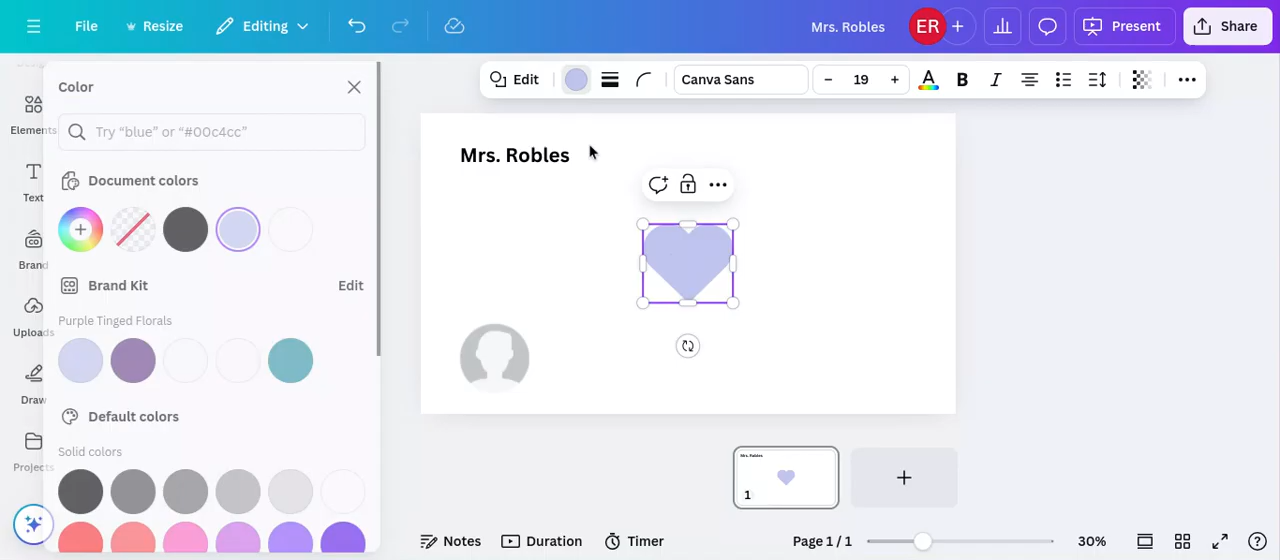 File
Resize
Editing
Mrs. Robles
ER
Present
Share
Color
Edit
Canva Sans
19
A
B
I
Try “blue” or “#00c4cc”
Elements
Document colors
Mrs. Robles
Text
Brand
Brand Kit
Edit
Uploads
Purple Tinged Florals
Draw
Default colors
Solid colors
Projects
Mrs. Robles
1
Notes
Duration
Timer
Page 1 / 1
30%